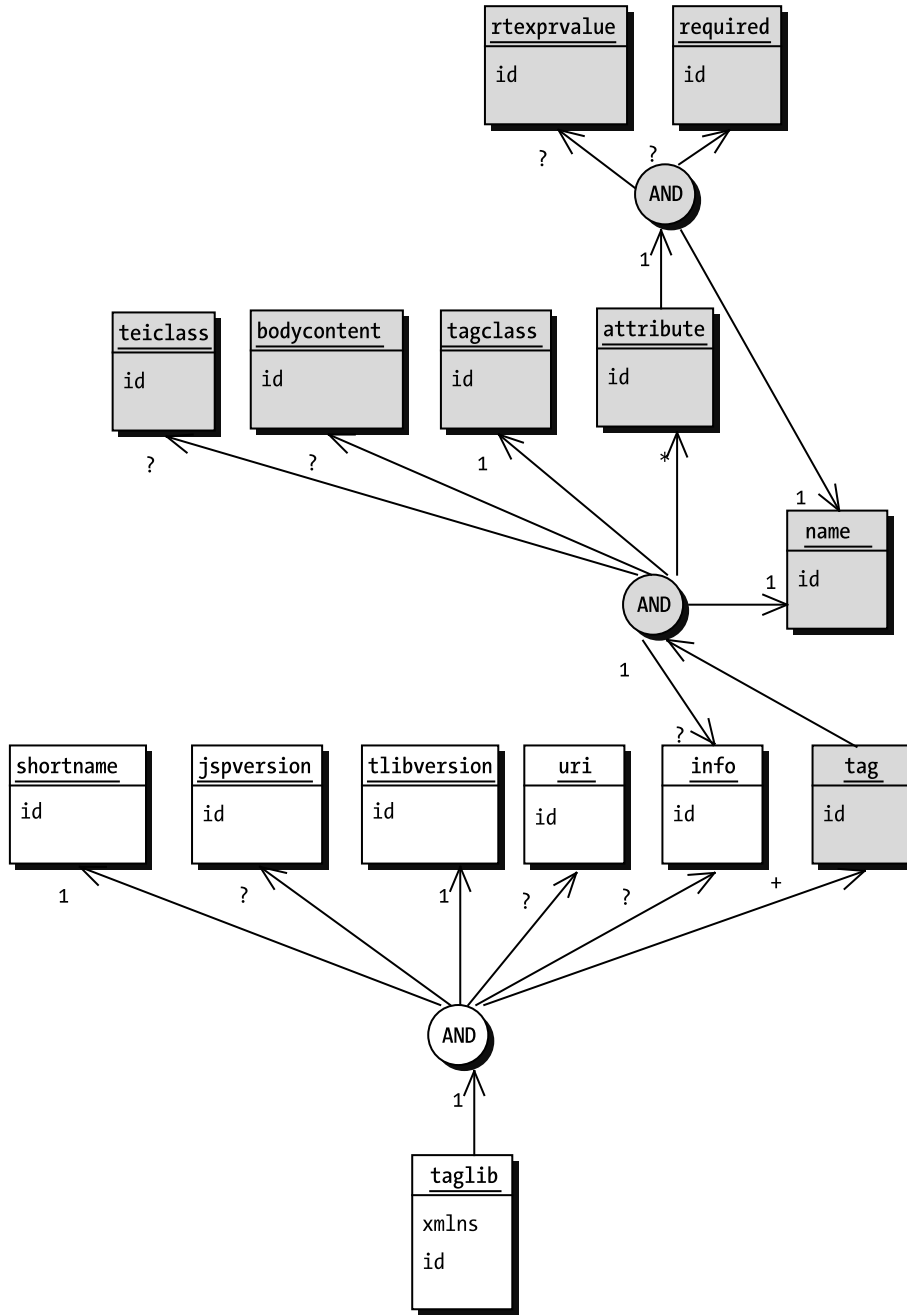 rtexprvalue
required
id
id
?
?
AND
1
teiclass
bodycontent
tagclass
attribute
id
id
id
id
?
?
1
*
1
name
id
1
AND
1
?
shortname
jspversion
tlibversion
uri
info
tag
id
id
id
id
id
id
1
?
1
?
?
+
AND
1
taglib
xmlns
id